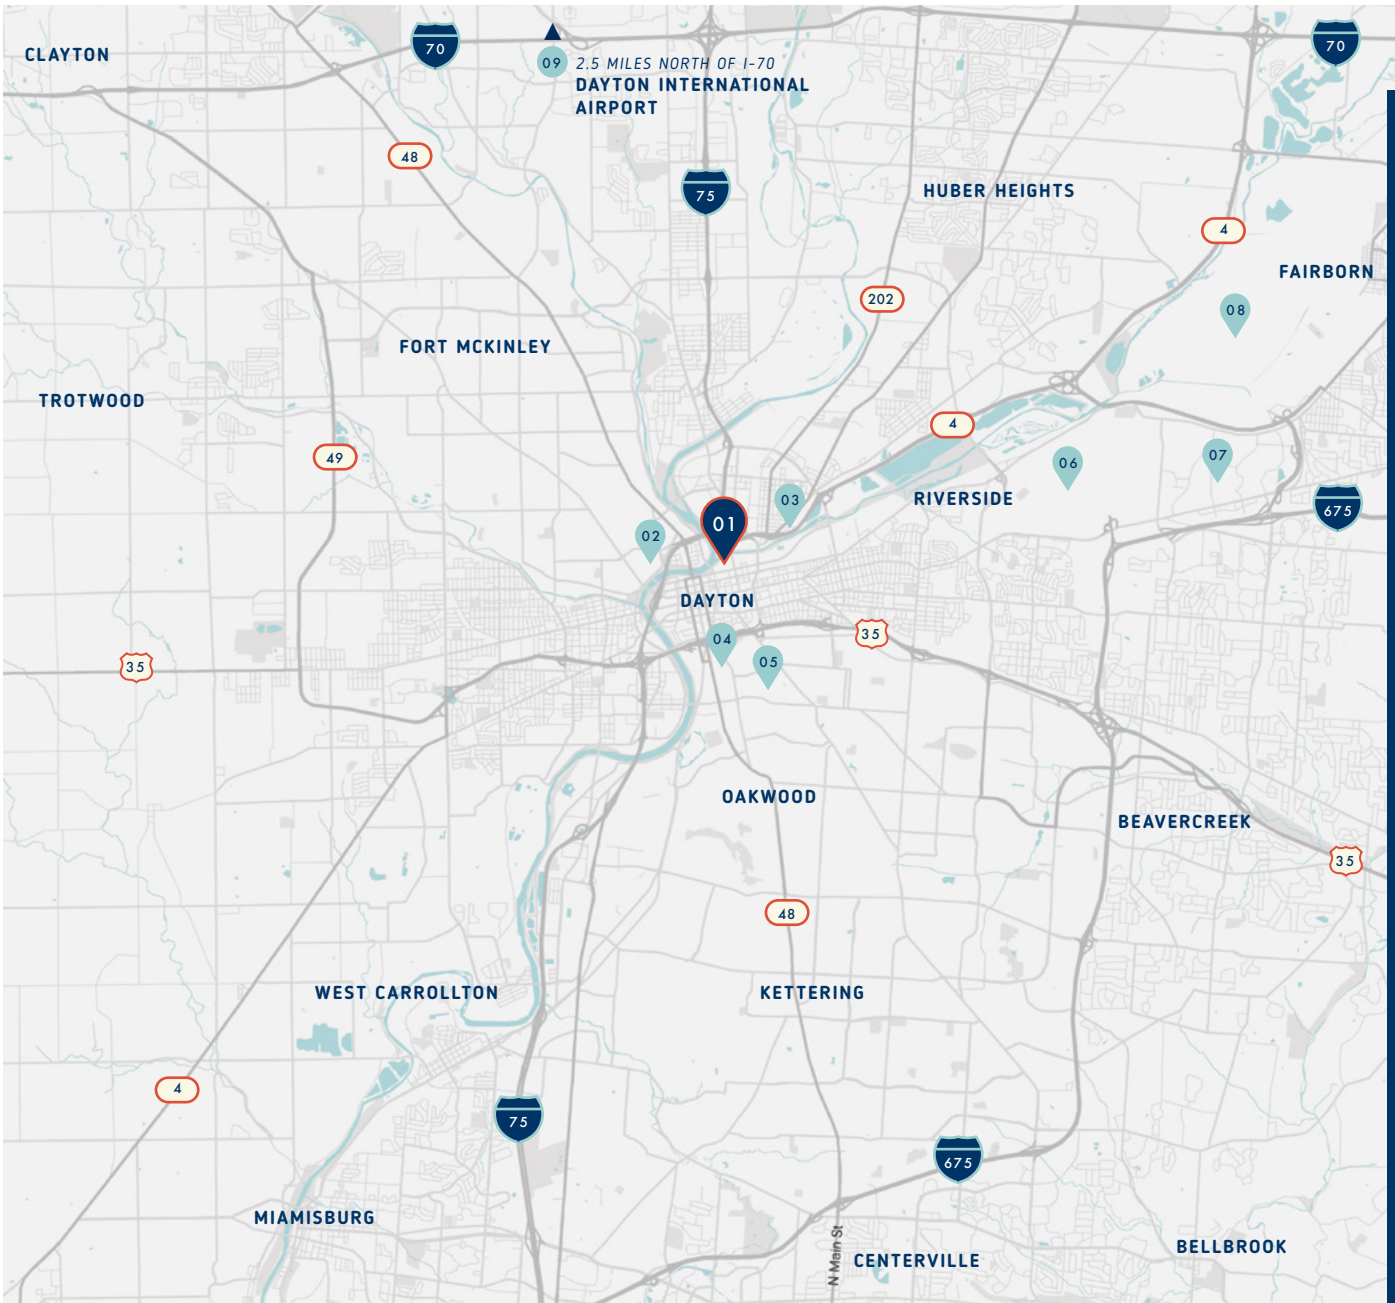 CLAYTON
70
09
2.5 MILES NORTH OF I-70
DAYTON INTERNATIONAL
AIRPORT
70
48
75
HUBER HEIGHTS
4
FAIRBORN
202
08
FORT MCKINLEY
TROTWOOD
4
49
06
07
03
RIVERSIDE
675
01
02
DAYTON
04
35
05
35
OAKWOOD
BEAVERCREEK
35
48
WEST CARROLLTON
KETTERING
4
75
675
MIAMISBURG
N Main St
CENTERVILLE
BELLBROOK